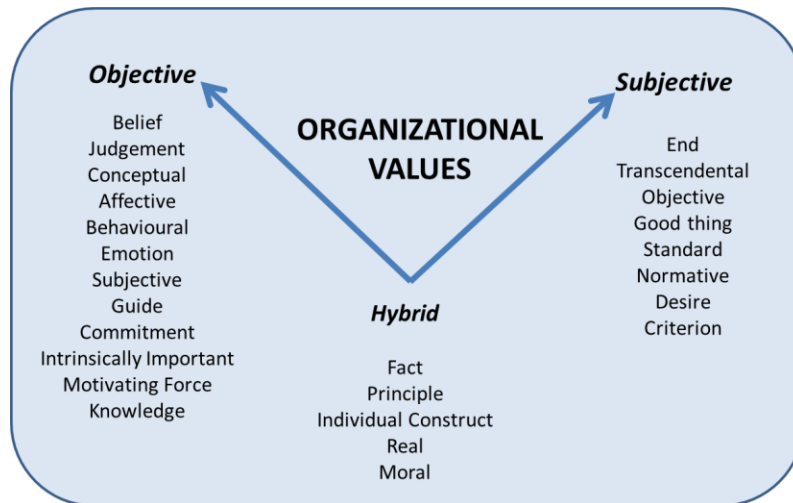 Objective
Belief
Judgement
Conceptual
Affective
Behavioural
Emotion
Subjective
Guide
Commitment
Intrinsically Important
Motivating Force
Knowledge
ORGANIZATIONAL
VALUES
Subjective
End
Transcendental
Objective
Good thing
Standard
Normative
Desire
Criterion
Hybrid
Fact
Principle
Individual Construct
Real
Moral